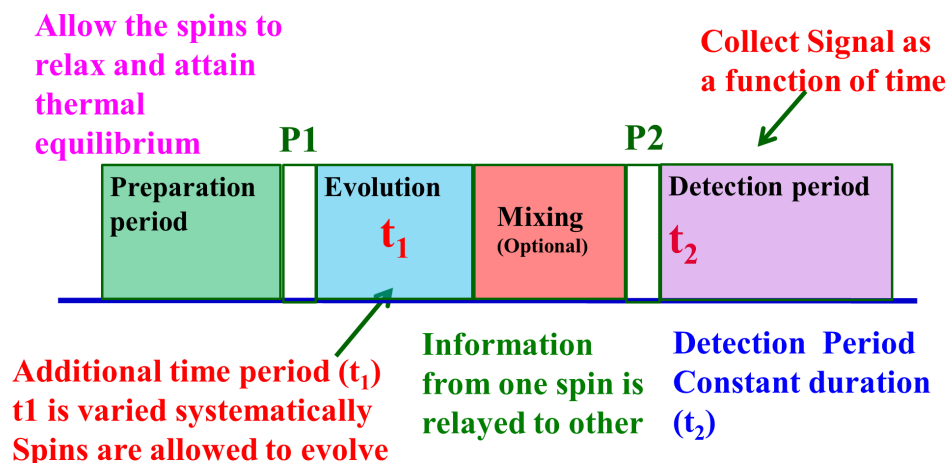 Allow the spins to
relax and attain
thermal
equilibrium
Collect Signal as
a function of time
P1
P2
Preparation
period
Evolution
t₁
Mixing
(Optional)
Detection period
t₂
Additional time period (t₁)
t1 is varied systematically
Spins are allowed to evolve
Information
from one spin is
relayed to other
Detection Period
Constant duration
(t₂)